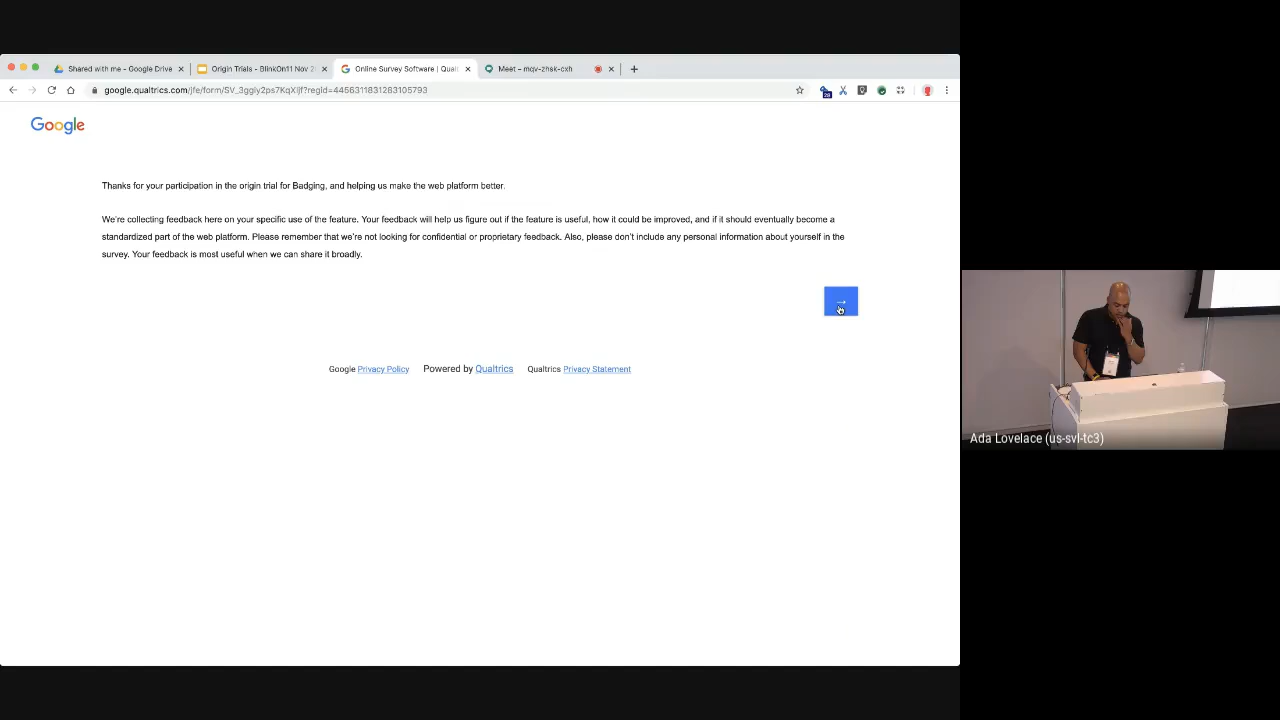 Shared with me - Google Drive
Origin Trials - BlinkOn11 Nov 2
Online Survey Software | Qualt
Meet – mqv-zhsk-cxh
google.qualtrics.com/jfe/form/SV_3ggiy2ps7KqXIjf?regid=4456311831283105793
28
Google
Thanks for your participation in the origin trial for Badging, and helping us make the web platform better.
We're collecting feedback here on your specific use of the feature. Your feedback will help us figure out if the feature is useful, how it could be improved, and if it should eventually become a
standardized part of the web platform. Please remember that we're not looking for confidential or proprietary feedback. Also, please don't include any personal information about yourself in the
survey. Your feedback is most useful when we can share it broadly.
→
Google Privacy Policy Powered by Qualtrics Qualtrics Privacy Statement
Ada Lovelace (us-svl-tc3)